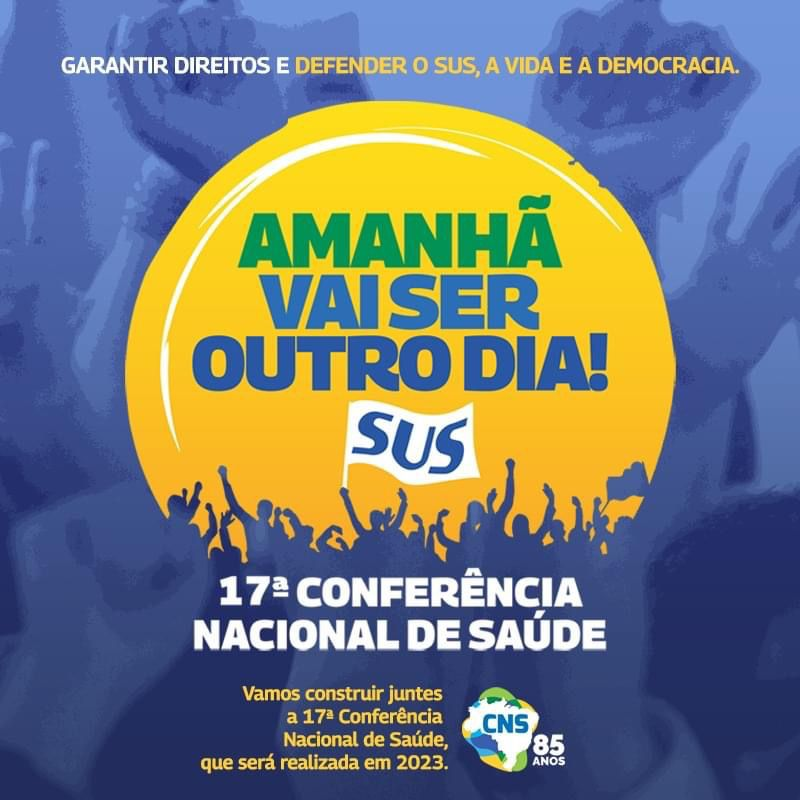 GARANTIR DIREITOS E DEFENDER O SUS, A VIDA E A DEMOCRACIA.
AMANHÃ
VAI SER
OUTRO DIA!
SUS
17ª CONFERÊNCIA
NACIONAL DE SAÚDE
Vamos construir juntes
a 17ª Conferência
Nacional de Saúde,
que será realizada em 2023.
CNS
85
ANOS